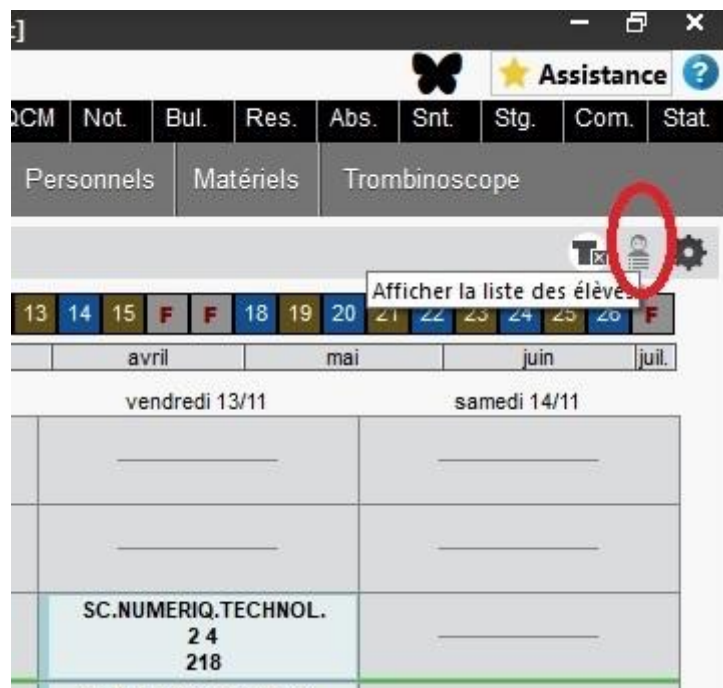 ]
Assistance ?
QCM Not. Bul. Res. Abs. Snt. Stg. Com. Stat.
Personnels Matériels Trombinoscope
T
Afficher la liste des élèves
13 14 15 F F 18 19 20 21 22 23 24 25 26 F
avril mai juin juil.
vendredi 13/11 samedi 14/11
SC.NUMERIQ.TECHNOL.
2 4
218